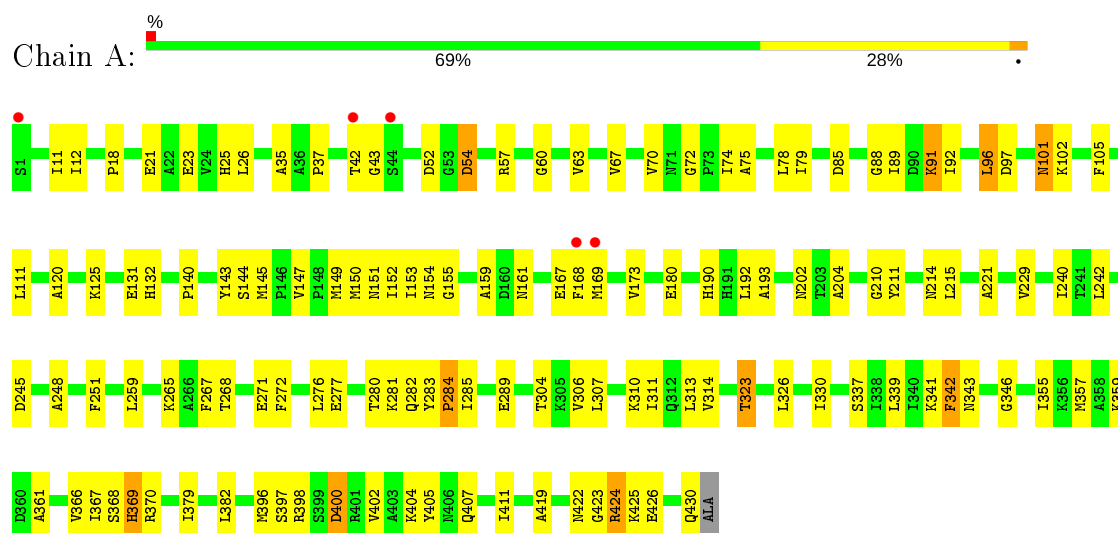 %
Chain A:
69% 28% •
S1 I11 I12 P18 E21 A22 E23 V24 H25 L26 A35 A36 P37 T42 G43 S44 D52 G53 D54 R57 G60 V63 V67 V70 N71 G72 P73 I74 A75 L78 I79 D85 G88 I89 D90 K91 I92 L96 D97 N101 K102 F105
L111 A120 K125 E131 H132 P140 Y143 S144 M145 P146 V147 P148 M149 M150 N151 I152 I153 N154 G155 A159 D160 N161 E167 F168 M169 V173 E180 H190 H191 L192 A193 N202 T203 A204 G210 Y211 N214 L215 A221 V229 I240 T241 L242
D245 A248 F251 L259 K265 A266 F267 T268 E271 F272 L276 E277 T280 K281 Q282 Y283 P284 I285 E289 T304 K305 V306 L307 K310 I311 Q312 L313 V314 T323 L326 I330 S337 I338 L339 I340 K341 F342 N343 G346 I355 K356 M357 A358 K359
D360 A361 V366 I367 S368 H369 R370 I379 L382 M396 S397 R398 S399 D400 R401 V402 A403 K404 Y405 N406 Q407 I411 A419 N422 G423 R424 K425 E426 Q430 ALA